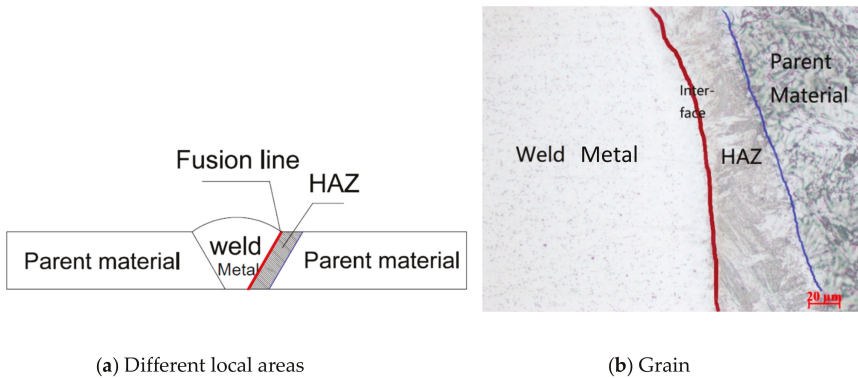 Fusion line
HAZ
Parent material
weld
Metal
Parent material
(a) Different local areas
Parent
Material
Inter-
face
Weld Metal
HAZ
20 μm
(b) Grain